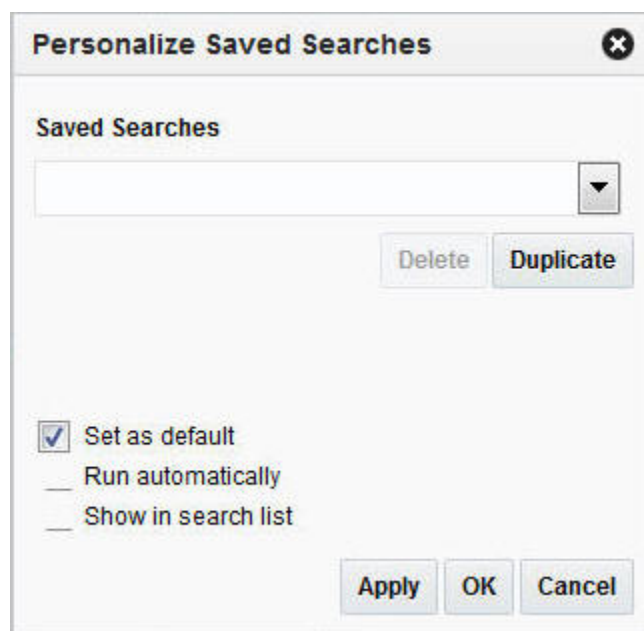 Personalize Saved Searches
Saved Searches
Delete Duplicate
Set as default
Run automatically
Show in search list
Apply OK Cancel